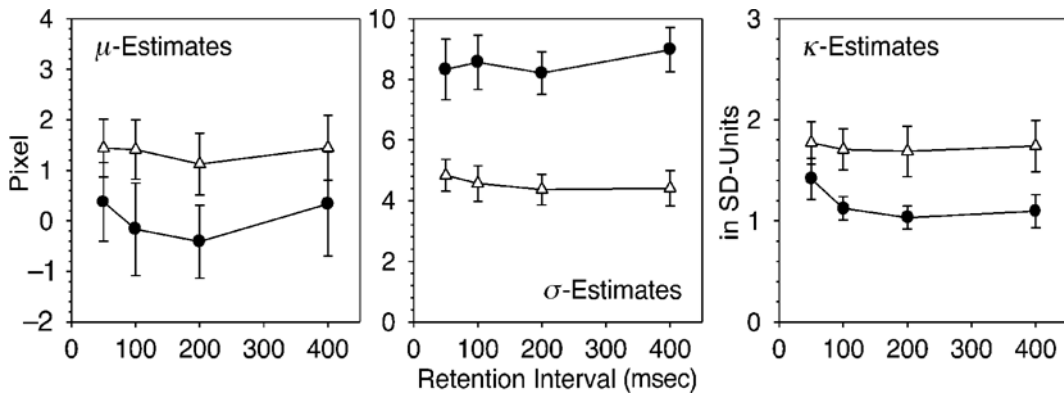 μ-Estimates
Pixel
4
3
2
1
0
−1
−2
0 100 200 300 400
σ-Estimates
10
8
6
4
2
0
0 100 200 300 400
Retention Interval (msec)
κ-Estimates
in SD-Units
3
2
1
0
0 100 200 300 400